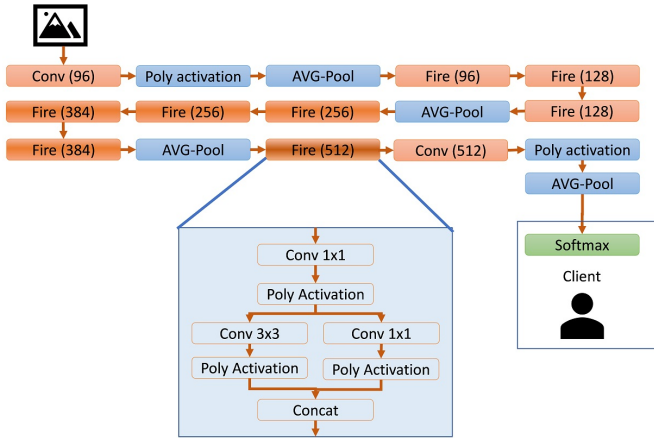 Conv (96)
Poly activation
AVG-Pool
Fire (96)
Fire (128)
Fire (384)
Fire (256)
Fire (256)
AVG-Pool
Fire (128)
Fire (384)
AVG-Pool
Fire (512)
Conv (512)
Poly activation
AVG-Pool
Softmax
Client
Conv 1x1
Poly Activation
Conv 3x3
Conv 1x1
Poly Activation
Poly Activation
Concat